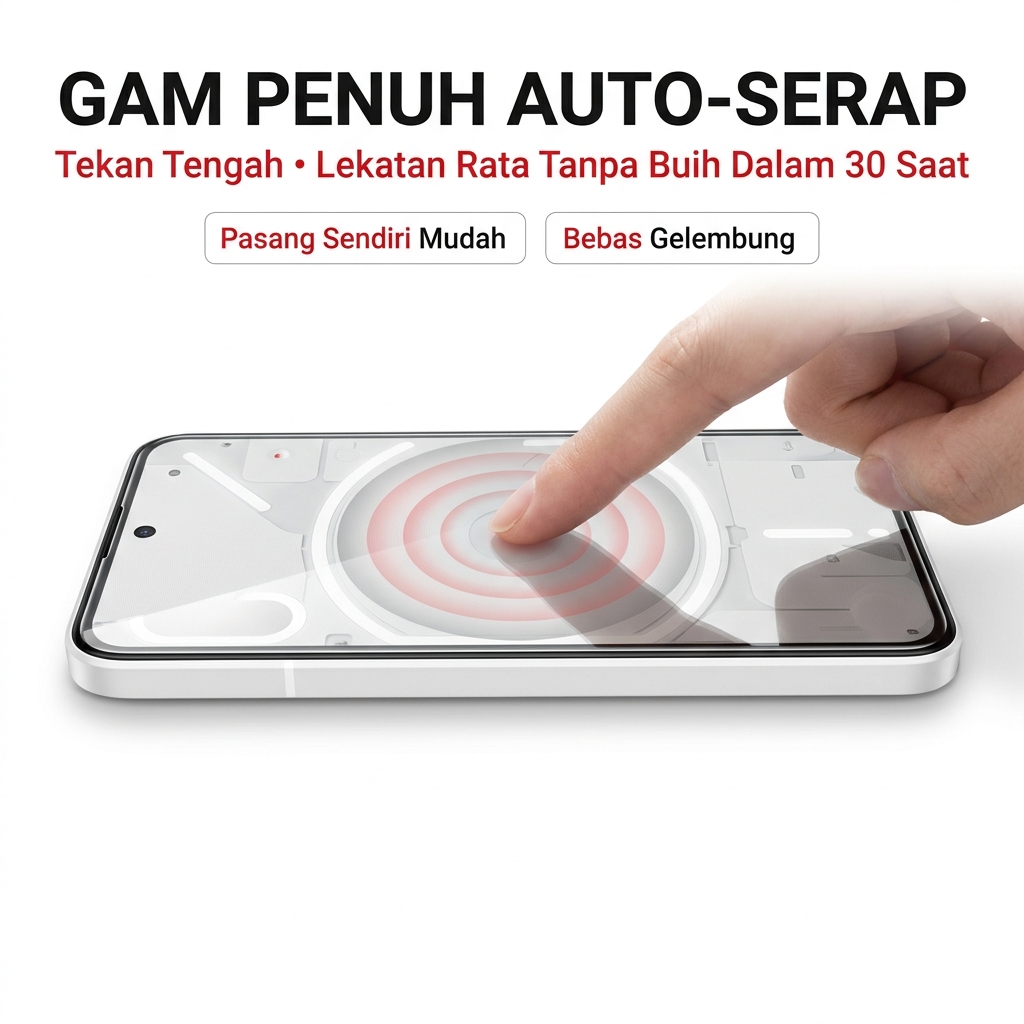 GAM PENUH AUTO-SERAP
Tekan Tengah • Lekatan Rata Tanpa Buih Dalam 30 Saat
Pasang Sendiri Mudah
Bebas Gelembung